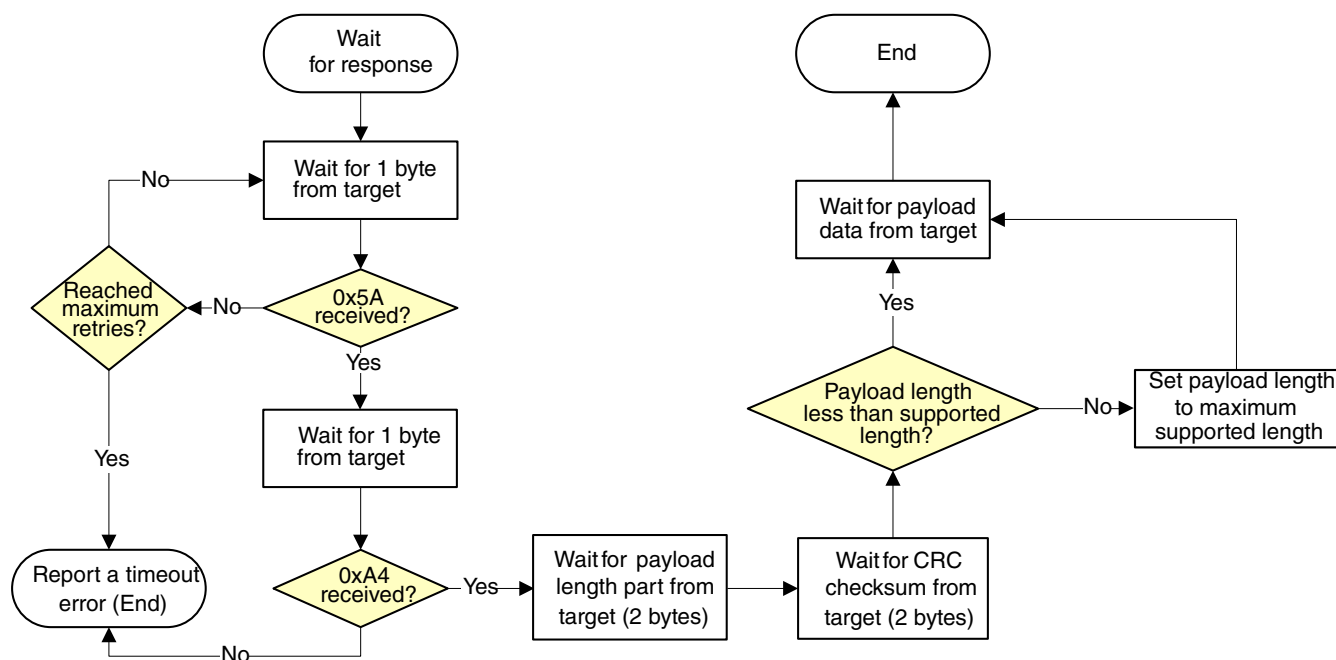 Wait
for response
Wait for 1 byte
from target
No
Reached
maximum
retries?
No
0x5A
received?
Yes
Yes
Wait for 1 byte
from target
Report a timeout
error (End)
0xA4
received?
No
Yes
Wait for payload
length part from
target (2 bytes)
Wait for CRC
checksum from
target (2 bytes)
Payload length
less than supported
length?
No
Set payload length
to maximum
supported length
Yes
Wait for payload
data from target
End